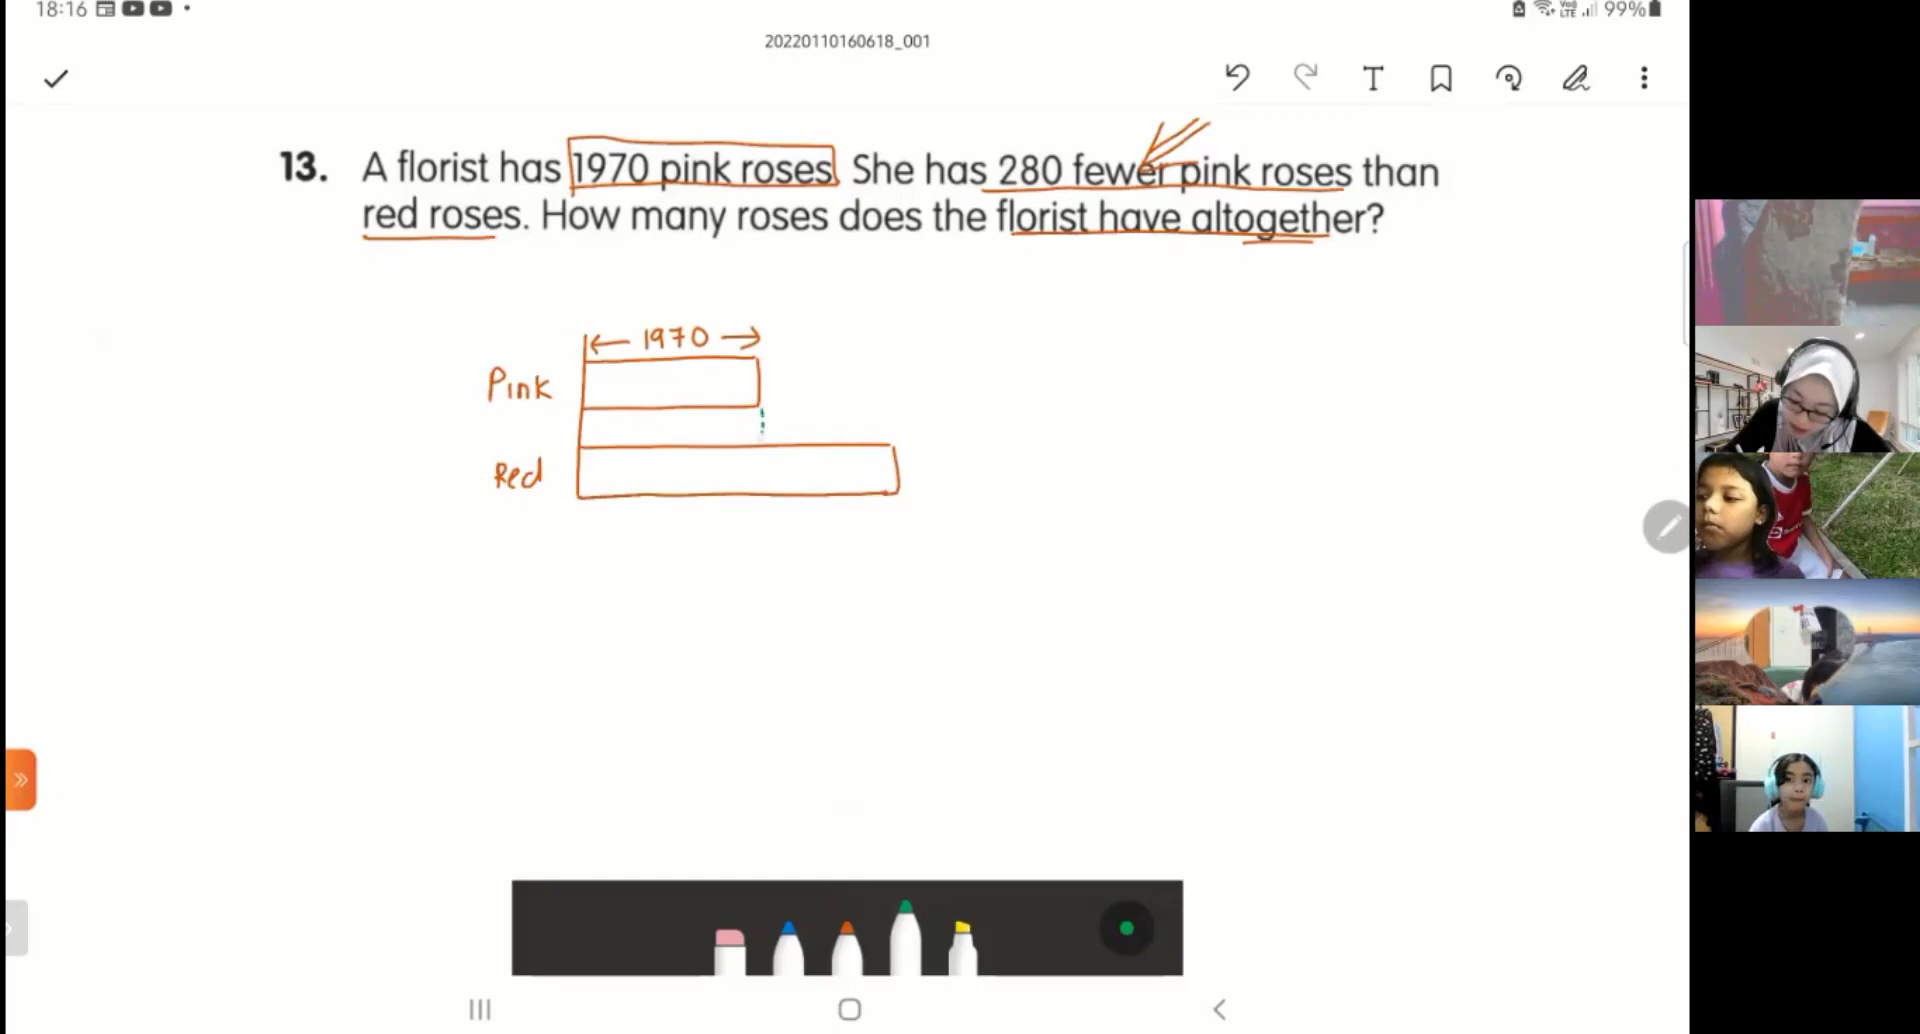 18:16
99%
20220110160618_001
T
13. A florist has 1970 pink roses. She has 280 fewer pink roses than
red roses. How many roses does the florist have altogether?
1970
Pink
Red